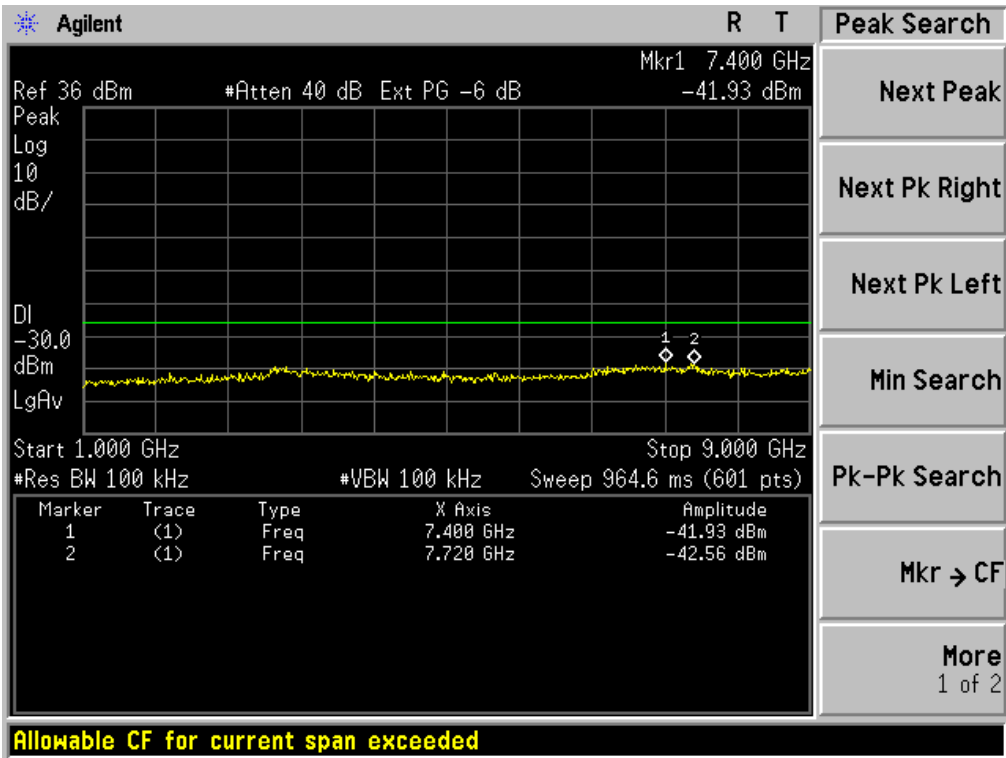 Agilent R T Peak Search
Mkr1 7.400 GHz
Ref 36 dBm #Atten 40 dB Ext PG -6 dB -41.93 dBm
Peak
Log
10
dB/
DI
-30.0
dBm
LgAv
1 2
Start 1.000 GHz Stop 9.000 GHz
#Res BW 100 kHz #VBW 100 kHz Sweep 964.6 ms (601 pts)
Marker Trace Type X Axis Amplitude
1 (1) Freq 7.400 GHz -41.93 dBm
2 (1) Freq 7.720 GHz -42.56 dBm
Next Peak
Next Pk Right
Next Pk Left
Min Search
Pk-Pk Search
Mkr → CF
More
1 of 2
Allowable CF for current span exceeded